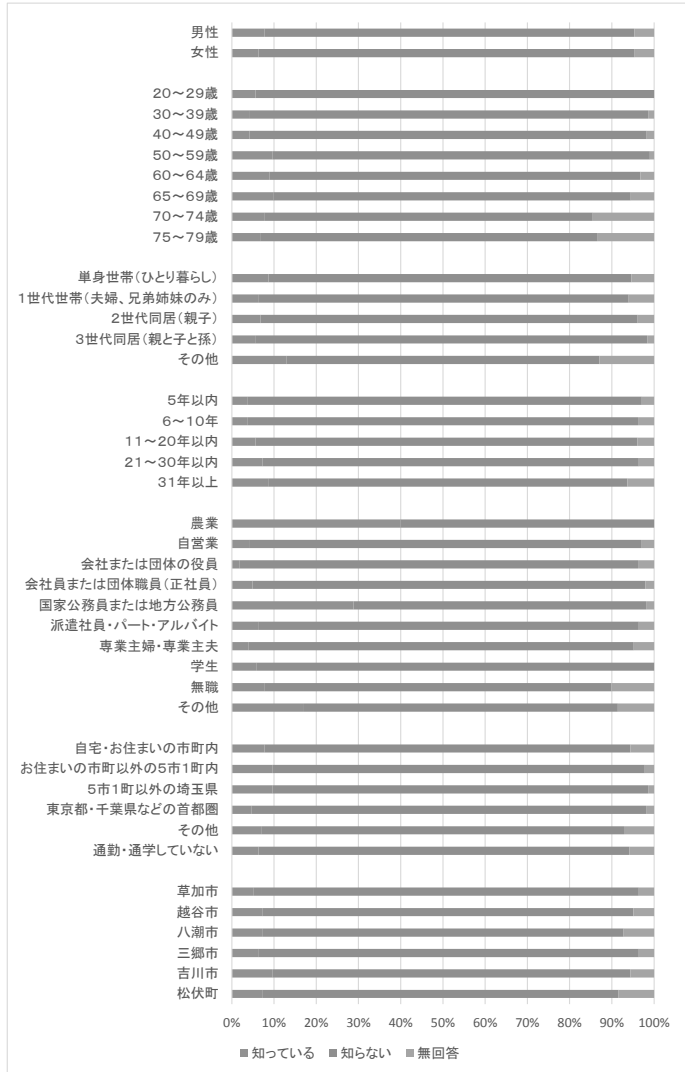 男性
女性
20～29歳
30～39歳
40～49歳
50～59歳
60～64歳
65～69歳
70～74歳
75～79歳
単身世帯（ひとり暮らし）
1世代世帯（夫婦、兄弟姉妹のみ）
2世代同居（親子）
3世代同居（親と子と孫）
その他
5年以内
6～10年
11～20年以内
21～30年以内
31年以上
農業
自営業
会社または団体の役員
会社員または団体職員（正社員）
国家公務員または地方公務員
派遣社員・パート・アルバイト
専業主婦・専業主夫
学生
無職
その他
自宅・お住まいの市町内
お住まいの市町以外の5市1町内
5市1町以外の埼玉県
東京都・千葉県などの首都圏
その他
通勤・通学していない
草加市
越谷市
八潮市
三郷市
吉川市
松伏町
0% 10% 20% 30% 40% 50% 60% 70% 80% 90% 100%
知っている 知らない 無回答